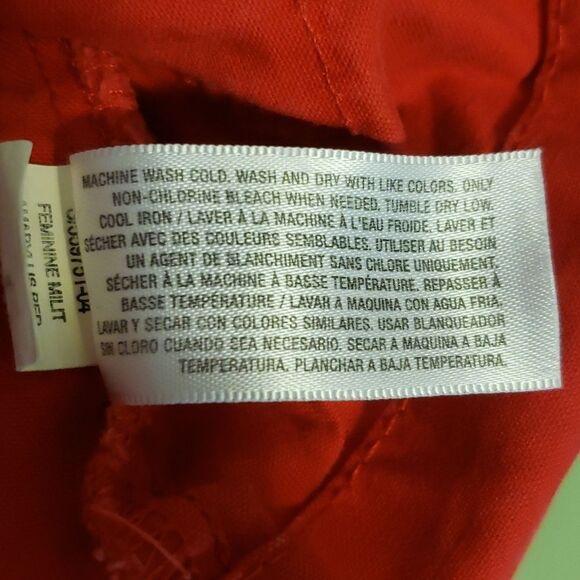 MACHINE WASH COLD. WASH AND DRY WITH LIKE COLORS. ONLY
NON-CHLORINE BLEACH WHEN NEEDED. TUMBLE DRY LOW.
COOL IRON / LAVER À LA MACHINE À L'EAU FROIDE. LAVER ET
SÉCHER AVEC DES COULEURS SEMBLABLES. UTILISER AU BESOIN
UN AGENT DE BLANCHIMENT SANS CHLORE UNIQUEMENT.
SÉCHER À LA MACHINE À BASSE TEMPÉRATURE. REPASSER À
BASSE TEMPÉRATURE / LAVAR A MAQUINA CON AGUA FRIA.
LAVAR Y SECAR CON COLORES SIMILARES. USAR BLANQUEADOR
SIN CLORO CUANDO SEA NECESARIO. SECAR A MAQUINA A BAJA
TEMPERATURA. PLANCHAR A BAJA TEMPERATURA.
FEMININE MILIT